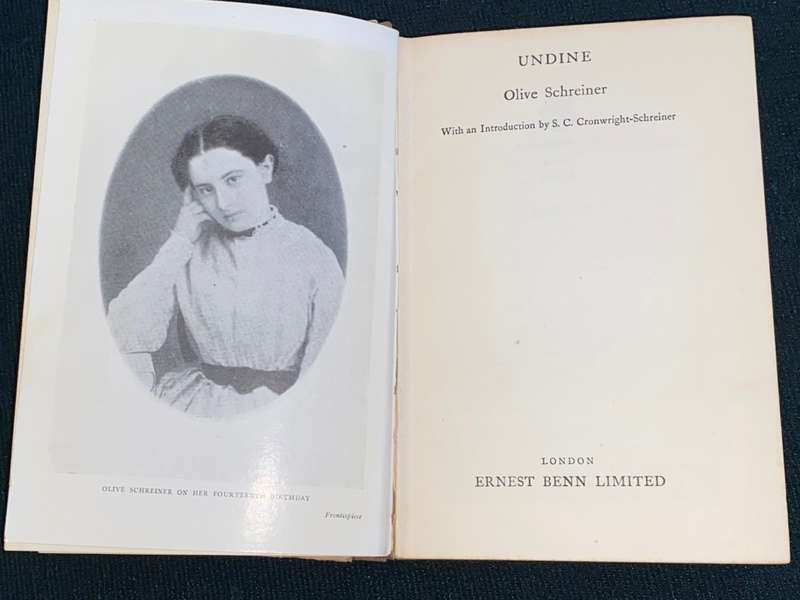 OLIVE SCHREINER ON HER FOURTEENTH BIRTHDAY
Frontispiece
UNDINE
Olive Schreiner
With an Introduction by S. C. Cronwright-Schreiner
LONDON
ERNEST BENN LIMITED